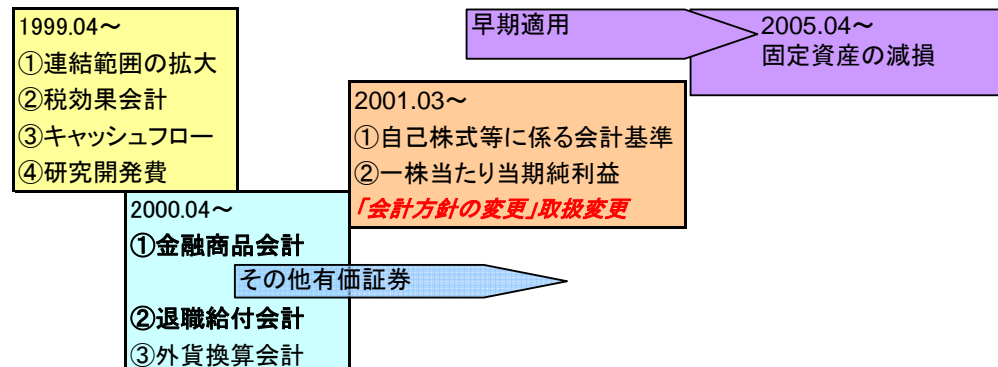 1999.04～
①連結範囲の拡大
②税効果会計
③キャッシュフロー
④研究開発費
2000.04～
①金融商品会計
その他有価証券
②退職給付会計
③外貨換算会計
2001.03～
①自己株式等に係る会計基準
②一株当たり当期純利益
「会計方針の変更」取扱変更
早期適用
2005.04～
固定資産の減損